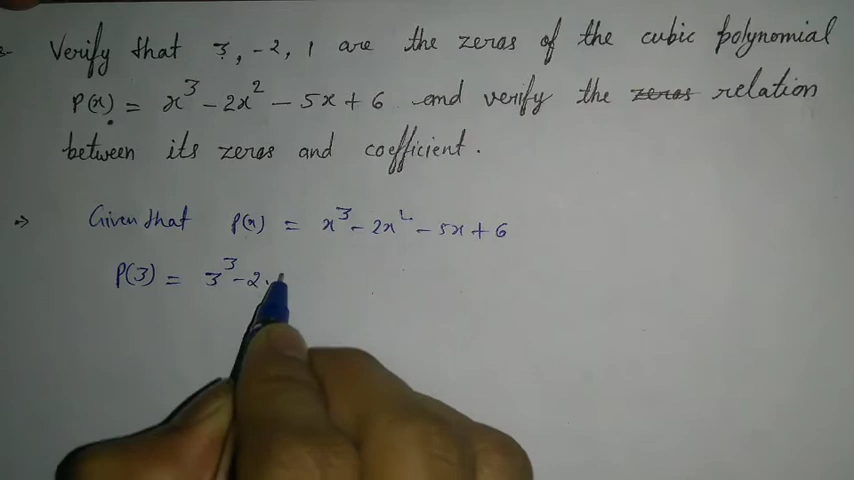 Verify that 3, -2, 1 are the zeros of the cubic polynomial
P(x) = x³ - 2x² - 5x + 6 and verify the zeros relation
between its zeros and coefficient.
⇒ Given that P(x) = x³ - 2x² - 5x + 6
P(3) = 3³ - 2.